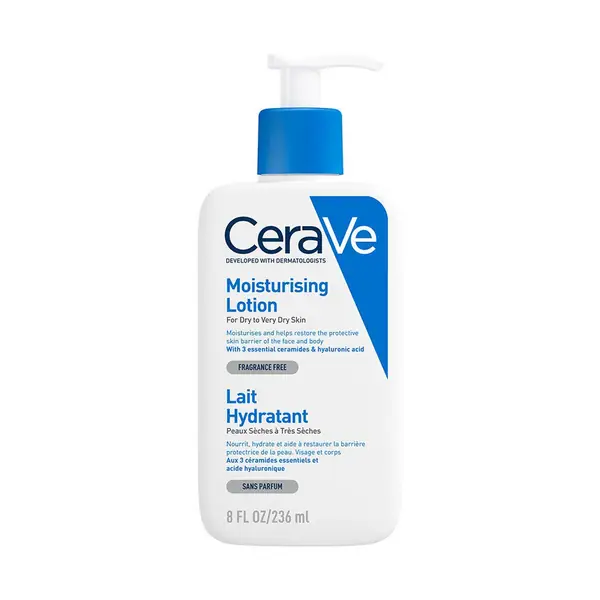 CeraVe
DEVELOPED WITH DERMATOLOGISTS
Moisturising
Lotion
For Dry to Very Dry Skin
Moisturises and helps restore the protective
skin barrier of the face and body
With 3 essential ceramides & hyaluronic acid
FRAGRANCE FREE
Lait
Hydratant
Peaux Sèches à Très Sèches
Nourrit, hydrate et aide à restaurer la barrière
protectrice de la peau. Visage et corps
Aux 3 céramides essentiels et
acide hyaluronique
SANS PARFUM
8 FL OZ/236 ml